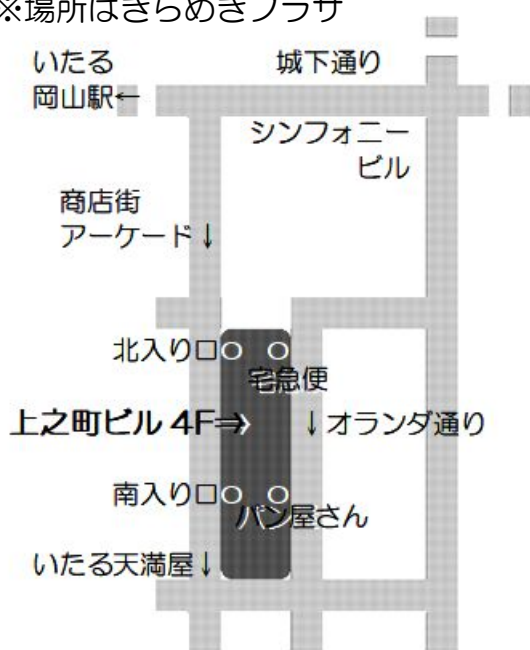 ※場所はきらめきプラザ
いたる
岡山駅←
城下通り
シンフォニー
ビル
商店街
アーケード↓
北入り口
宅急便
上之町ビル 4F⇒
↓オランダ通り
南入り口
パン屋さん
いたる天満屋↓